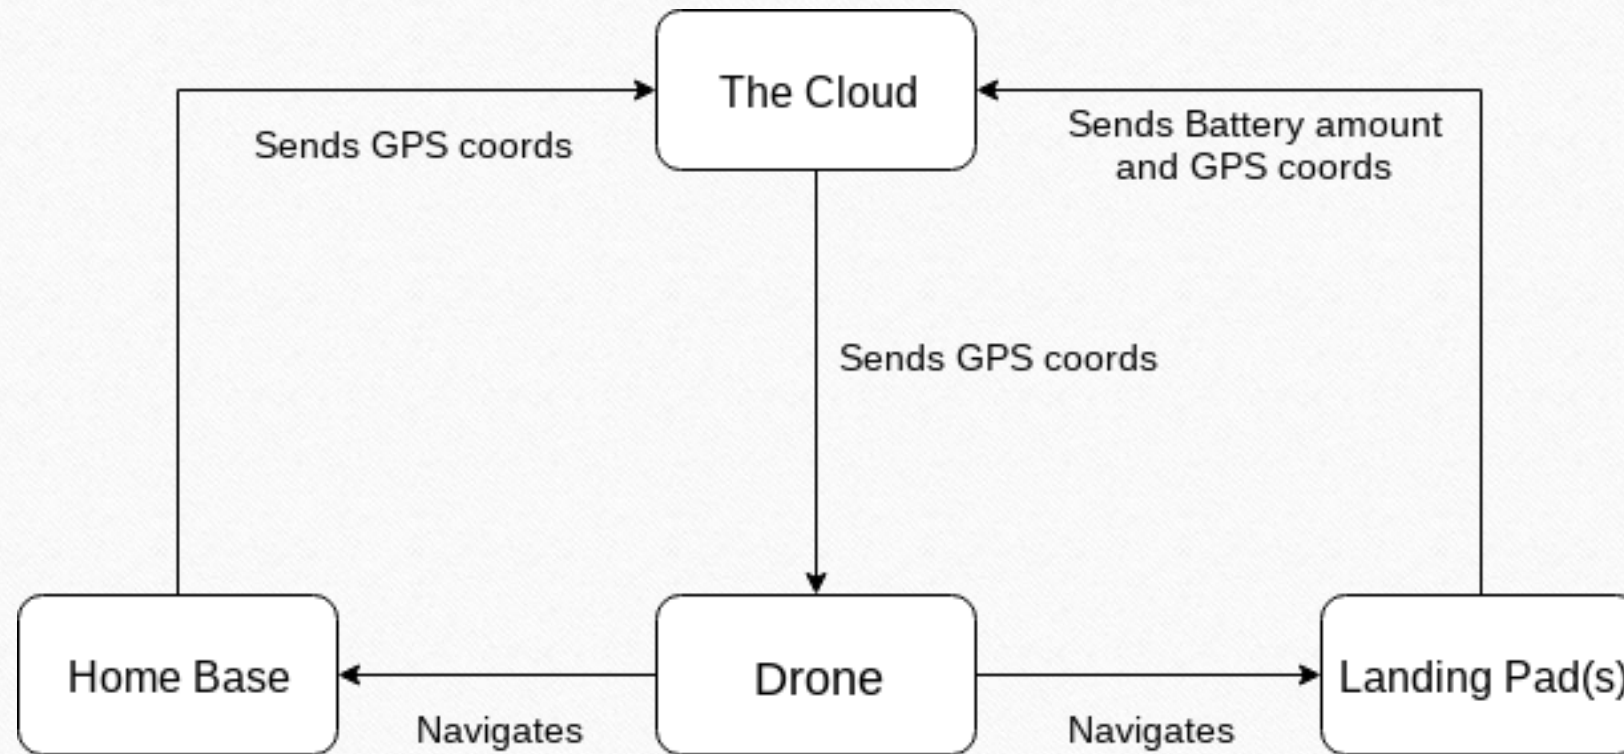 The Cloud
Sends GPS coords
Sends Battery amount
and GPS coords
Sends GPS coords
Home Base
Drone
Landing Pad(s)
Navigates
Navigates